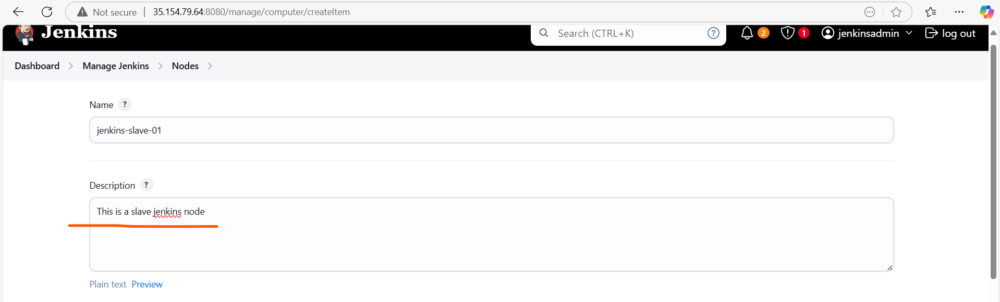 Not secure 35.154.79.64:8080/manage/computer/createItem
Jenkins Search (CTRL+K) ? 2 1 jenkinsadmin log out
Dashboard > Manage Jenkins > Nodes >
Name ?
jenkins-slave-01
Description ?
This is a slave jenkins node
Plain text Preview